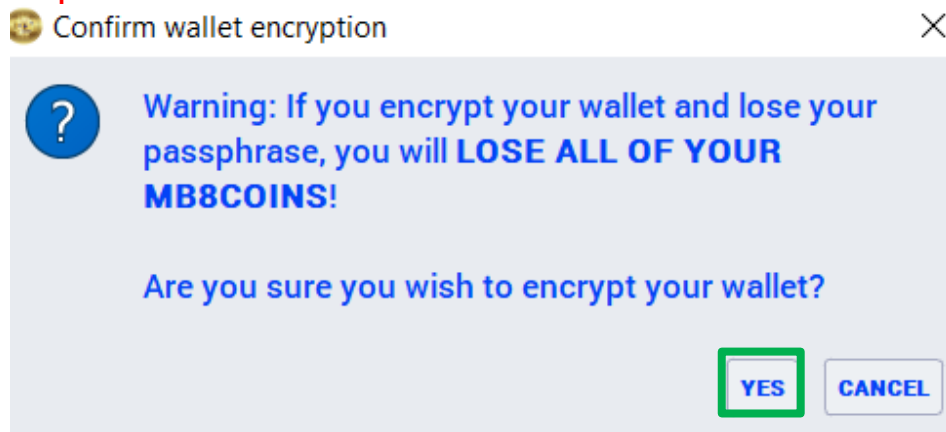 Confirm wallet encryption
?
Warning: If you encrypt your wallet and lose your
passphrase, you will LOSE ALL OF YOUR
MB8COINS!
Are you sure you wish to encrypt your wallet?
YES CANCEL